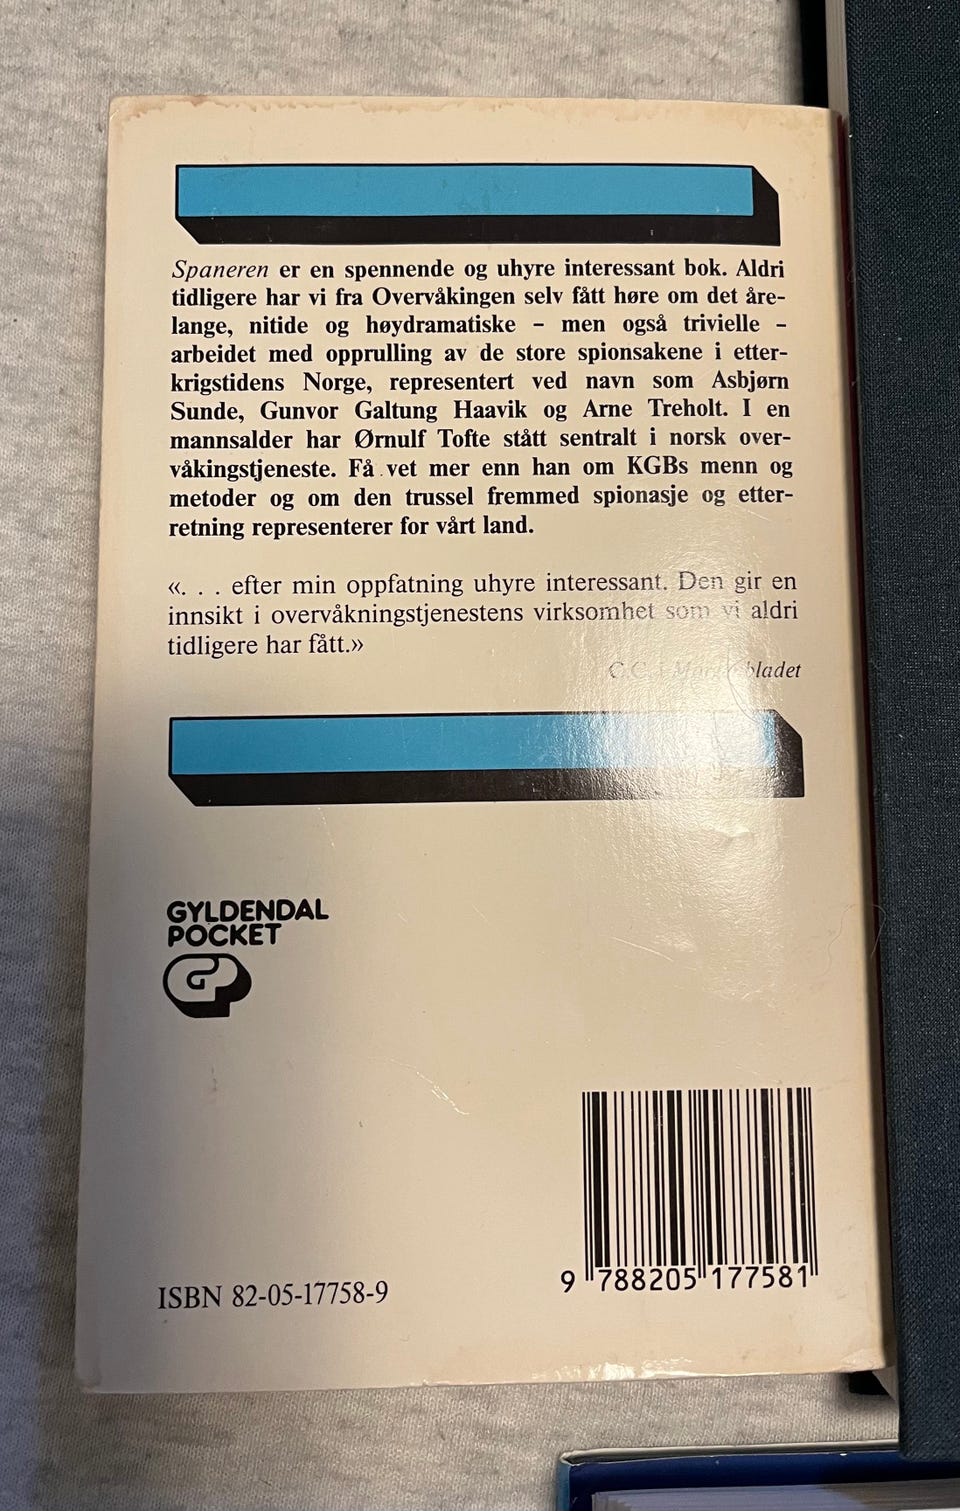 Spaneren er en spennende og uhyre interessant bok. Aldri
tidligere har vi fra Overvåkingen selv fått høre om det åre-
lange, nitide og høydramatiske – men også trivielle –
arbeidet med opprulling av de store spionsakene i etter-
krigstidens Norge, representert ved navn som Asbjørn
Sunde, Gunvor Galtung Haavik og Arne Treholt. I en
mannsalder har Ørnulf Tofte stått sentralt i norsk over-
våkingstjeneste. Få vet mer enn han om KGBs menn og
metoder og om den trussel fremmed spionasje og etter-
retning representerer for vårt land.
«. . . efter min oppfatning uhyre interessant. Den gir en
innsikt i overvåkningstjenestens virksomhet som vi aldri
tidligere har fått.»
C.C. i Morgenbladet
GYLDENDAL
POCKET
GP
ISBN 82-05-17758-9
9 788205 177581